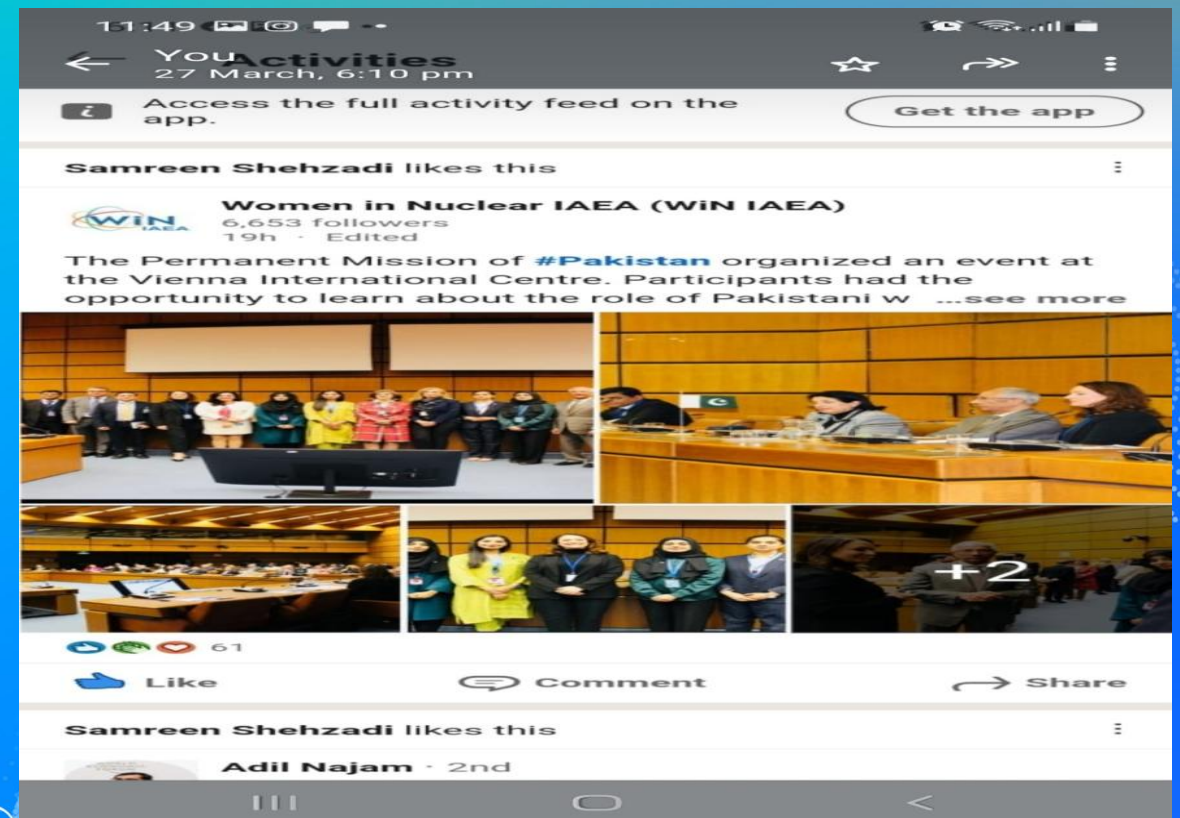 11:49
You
Activities
27 March, 6:10 pm
Access the full activity feed on the
app.
Get the app
Samreen Shehzadi likes this
WiN
IAEA
Women in Nuclear IAEA (WiN IAEA)
6,653 followers
19h · Edited
The Permanent Mission of #Pakistan organized an event at
the Vienna International Centre. Participants had the
opportunity to learn about the role of Pakistani w ...see more
+2
61
Like
Comment
Share
Samreen Shehzadi likes this
Adil Najam · 2nd